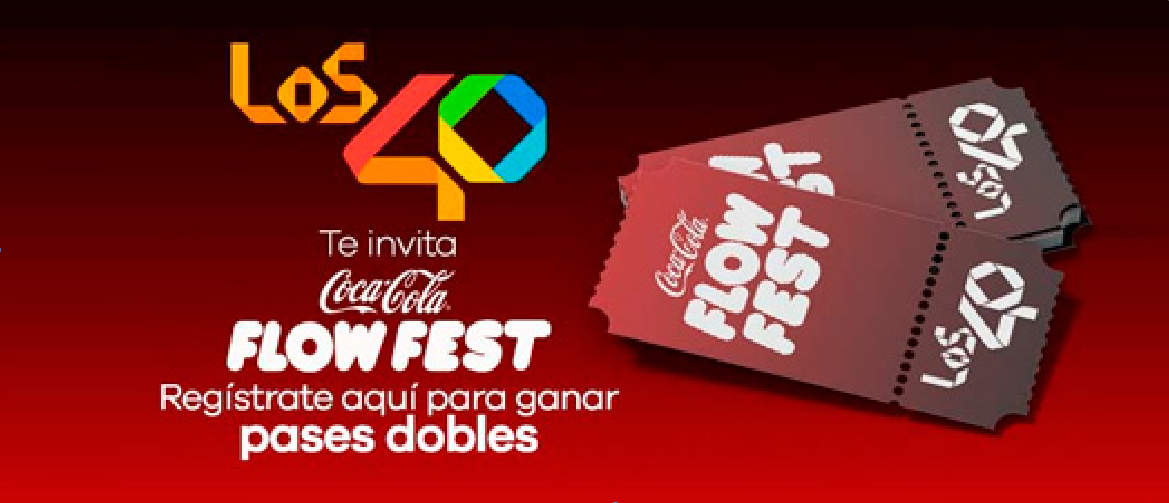 LOS
40
Te invita
Coca-Cola
FLOW FEST
Regístrate aquí para ganar
pases dobles
LOS 40
Coca-Cola
FLOW
FEST
LOS 40